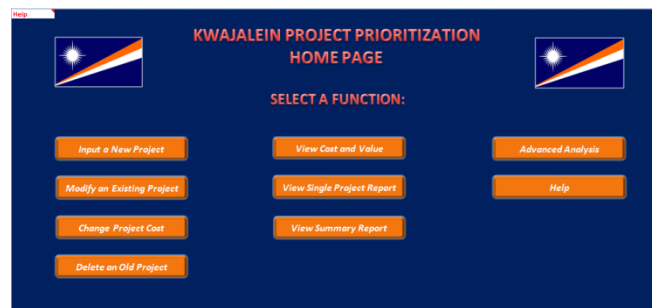 Help
KWAJALEIN PROJECT PRIORITIZATION
HOME PAGE
SELECT A FUNCTION:
Input a New Project
View Cost and Value
Advanced Analysis
Modify an Existing Project
View Single Project Report
Help
Change Project Cost
View Summary Report
Delete an Old Project